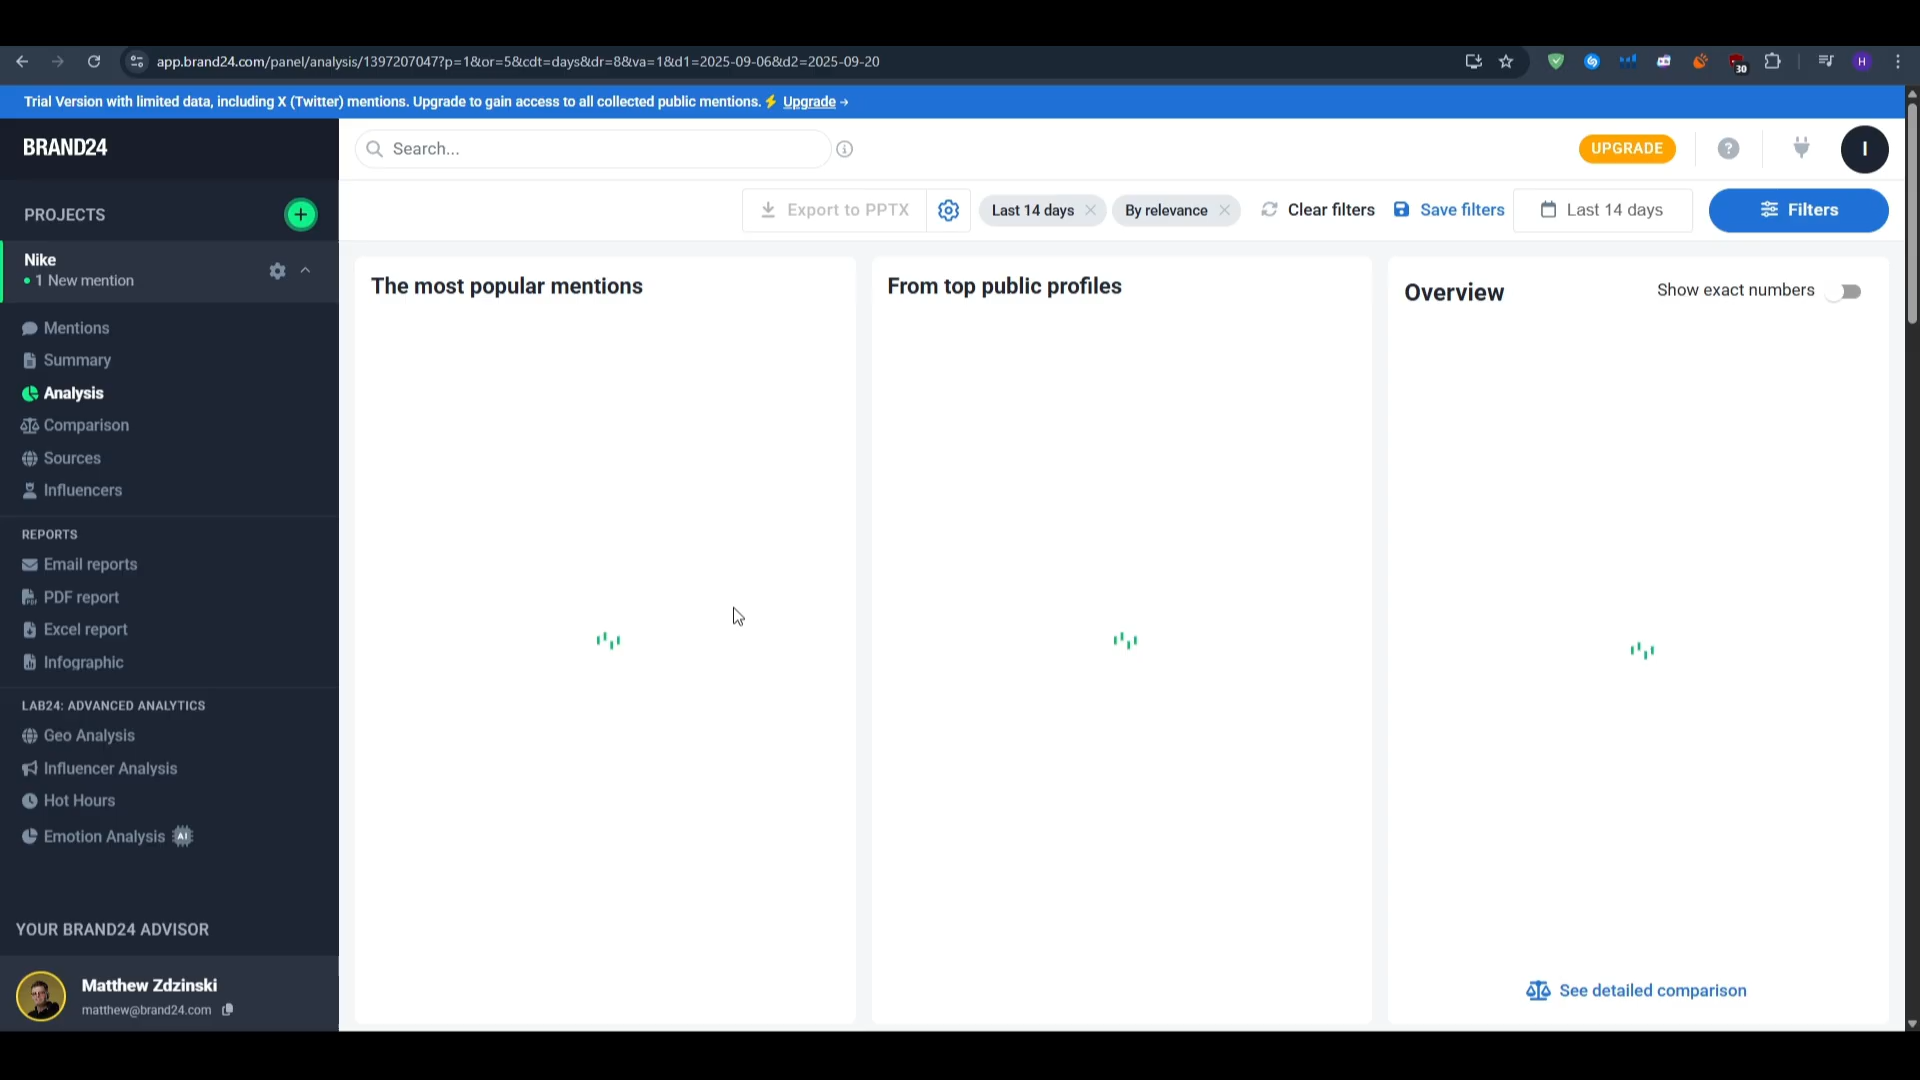 app.brand24.com/panel/analysis/1397207047?p=1&or=5&cdt=days&dr=8&va=1&d1=2025-09-06&d2=2025-09-20
30
H
Trial Version with limited data, including X (Twitter) mentions. Upgrade to gain access to all collected public mentions.⚡ Upgrade →
BRAND24
Search...
UPGRADE
I
PROJECTS
Export to PPTX
Last 14 days
By relevance
Clear filters
Save filters
Last 14 days
Filters
Nike
1 New mention
The most popular mentions
From top public profiles
Overview
Show exact numbers
Mentions
Summary
Analysis
Comparison
Sources
Influencers
REPORTS
Email reports
PDF report
Excel report
Infographic
LAB24: ADVANCED ANALYTICS
Geo Analysis
Influencer Analysis
Hot Hours
Emotion Analysis AI
YOUR BRAND24 ADVISOR
Matthew Zdzinski
matthew@brand24.com
See detailed comparison